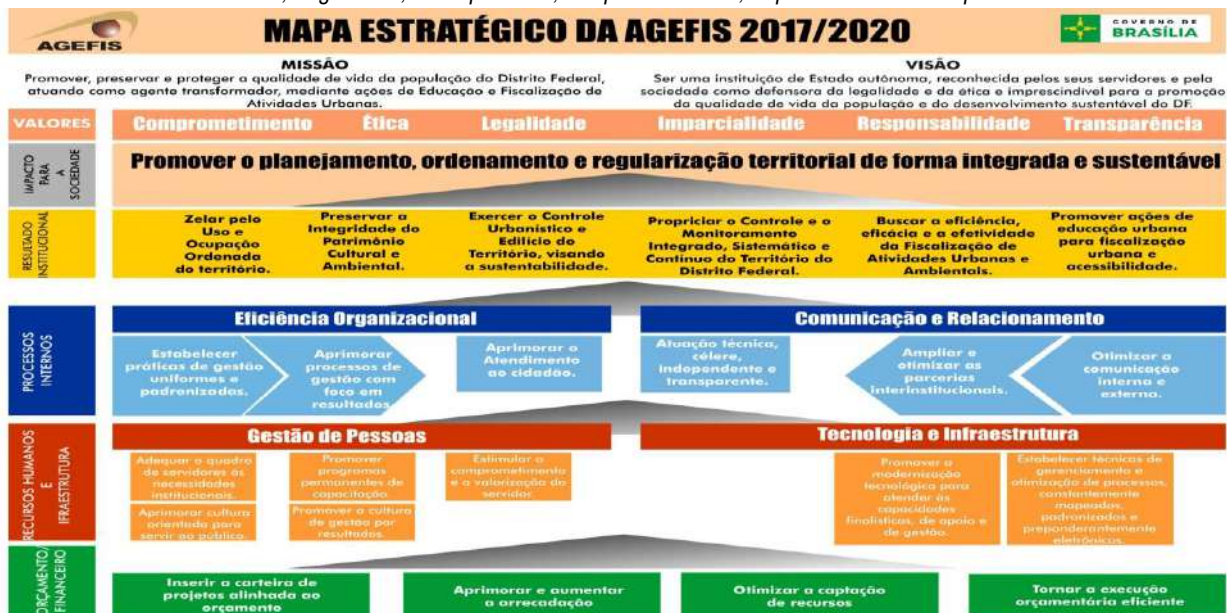 AGEFIS
MAPA ESTRATÉGICO DA AGEFIS 2017/2020
GOVERNO DE
BRASÍLIA
MISSÃO
Promover, preservar e proteger a qualidade de vida da população do Distrito Federal,
atuando como agente transformador, mediante ações de Educação e Fiscalização de
Atividades Urbanas.
VISÃO
Ser uma instituição de Estado autônoma, reconhecida pelos seus servidores e pela
sociedade como defensora da legalidade e da ética e imprescindível para a promoção
da qualidade de vida da população e do desenvolvimento sustentável do DF.
VALORES
Comprometimento
Ética
Legalidade
Imparcialidade
Responsabilidade
Transparência
IMPACTO
PARA
A
SOCIEDADE
Promover o planejamento, ordenamento e regularização territorial de forma integrada e sustentável
RESULTADO
INSTITUCIONAL
Zelar pelo
Uso e
Ocupação
Ordenada
do território.
Preservar a
Integridade do
Patrimônio
Cultural e
Ambiental.
Exercer o Controle
Urbanístico e
Edilício do
Território, visando
a sustentabilidade.
Propriciar o Controle e o
Monitoramento
Integrado, Sistemático e
Contínuo do Território do
Distrito Federal.
Buscar a eficiência,
eficácia e a efetividade
da Fiscalização de
Atividades Urbanas e
Ambientais.
Promover ações de
educação urbana
para fiscalização
urbana e
acessibilidade.
PROCESSOS
INTERNOS
Eficiência Organizacional
Estabelecer
práticas de gestão
uniformes e
padronizadas.
Aprimorar
processos de
gestão com
foco em
resultados
Aprimorar o
Atendimento
ao cidadão.
Comunicação e Relacionamento
Atuação técnica,
célere,
independente e
transparente.
Ampliar e
otimizar as
parcerias
interinstitucionais.
Otimizar a
comunicação
interna e
externa.
RECURSOS HUMANOS
E
IFRAESTRUTURA
Gestão de Pessoas
Adequar o quadro
de servidores às
necessidades
institucionais.
Promover
programas
permanentes de
capacitação.
Estimular o
comprometimento
e a valorização do
servidor.
Aprimorar cultura
orientada para
servir ao público.
Promover a cultura
de gestão por
resultados.
Tecnologia e Infraestrutura
Promover a
modernização
tecnológica para
atender às
capacidades
finalísticas, de apoio e
de gestão.
Estabelecer técnicas de
gerenciamento e
otimização de processos,
constantemente
mapeados,
padronizados e
preponderantemente
eletrônicos.
ORÇAMENTO,
FINANCEIRO
Inserir a carteira de
projetos alinhada ao
orçamento
Aprimorar e aumentar
a arrecadação
Otimizar a captação
de recursos
Tornar a execução
orçamentária eficiente